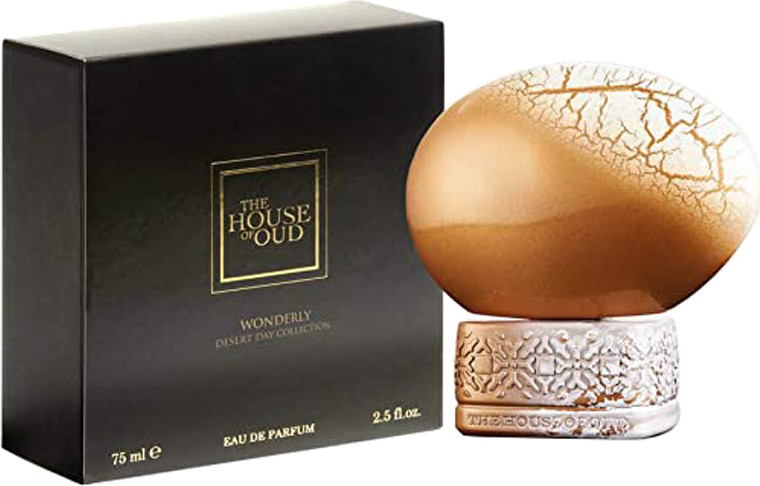 THE
HOUSE
OF OUD
WONDERLY
DESERT DAY COLLECTION
EAU DE PARFUM
75 ml e
2.5 fl.oz.
THE HOUSE OF OUD